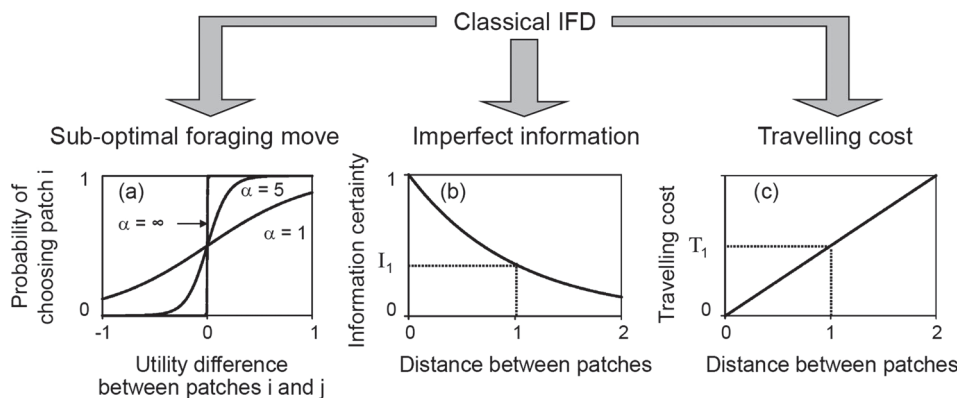 Classical IFD
Sub-optimal foraging move
Imperfect information
Travelling cost
Probability of
choosing patch i
1
0
(a)
α = 5
α = ∞
α = 1
-1
0
1
Utility difference
between patches i and j
Information certainty
1
I1
0
(b)
0
1
2
Distance between patches
Travelling cost
1
T1
0
(c)
0
1
2
Distance between patches